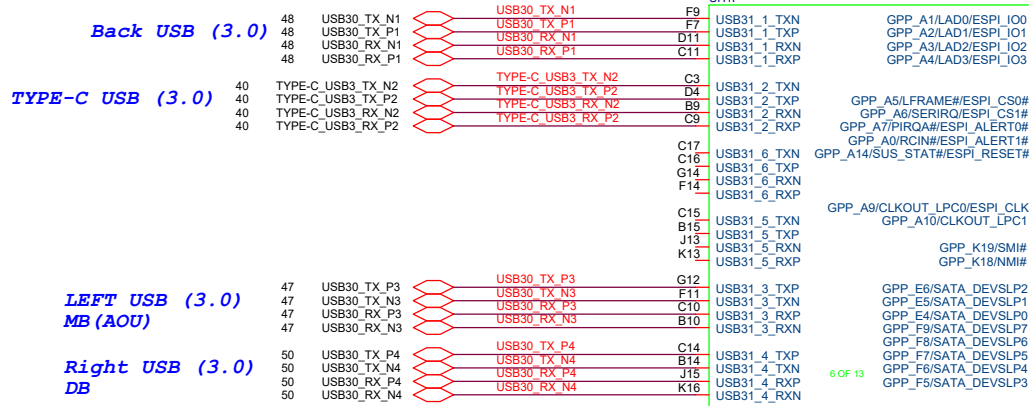 USB30_TX_N1 F9
Back USB (3.0) 48 USB30_TX_N1 USB30_TX_P1 F7 USB31_1_TXN GPP_A1/LAD0/ESPI_IO0
48 USB30_TX_P1 USB30_RX_N1 D11 USB31_1_TXP GPP_A2/LAD1/ESPI_IO1
48 USB30_RX_N1 USB30_RX_P1 C11 USB31_1_RXN GPP_A3/LAD2/ESPI_IO2
48 USB30_RX_P1 USB31_1_RXP GPP_A4/LAD3/ESPI_IO3
TYPE-C_USB3_TX_N2 C3
TYPE-C USB (3.0) 40 TYPE-C_USB3_TX_N2 TYPE-C_USB3_TX_P2 D4 USB31_2_TXN
40 TYPE-C_USB3_TX_P2 TYPE-C_USB3_RX_N2 B9 USB31_2_TXP GPP_A5/LFRAME#/ESPI_CS0#
40 TYPE-C_USB3_RX_N2 TYPE-C_USB3_RX_P2 C9 USB31_2_RXN GPP_A6/SERIRQ/ESPI_CS1#
40 TYPE-C_USB3_RX_P2 USB31_2_RXP GPP_A7/PIRQA#/ESPI_ALERT0#
C17 GPP_A0/RCIN#/ESPI_ALERT1#
C16 USB31_6_TXN GPP_A14/SUS_STAT#/ESPI_RESET#
G14 USB31_6_TXP
F14 USB31_6_RXN
USB31_6_RXP
C15 GPP_A9/CLKOUT_LPC0/ESPI_CLK
B15 USB31_5_TXN GPP_A10/CLKOUT_LPC1
J13 USB31_5_TXP
K13 USB31_5_RXN GPP_K19/SMI#
USB31_5_RXP GPP_K18/NMI#
USB30_TX_P3 G12
LEFT USB (3.0) 47 USB30_TX_P3 USB30_TX_N3 F11 USB31_3_TXP GPP_E6/SATA_DEVSLP2
47 USB30_TX_N3 USB30_RX_P3 C10 USB31_3_TXN GPP_E5/SATA_DEVSLP1
MB(AOU) 47 USB30_RX_P3 USB30_RX_N3 B10 USB31_3_RXP GPP_E4/SATA_DEVSLP0
47 USB30_RX_N3 USB31_3_RXN GPP_F9/SATA_DEVSLP7
USB30_TX_P4 C14 GPP_F8/SATA_DEVSLP6
Right USB (3.0) 50 USB30_TX_P4 USB30_TX_N4 B14 USB31_4_TXP GPP_F7/SATA_DEVSLP5
50 USB30_TX_N4 USB30_RX_P4 J15 USB31_4_TXN 6 OF 13 GPP_F6/SATA_DEVSLP4
DB 50 USB30_RX_P4 USB30_RX_N4 K16 USB31_4_RXP GPP_F5/SATA_DEVSLP3
50 USB30_RX_N4 USB31_4_RXN